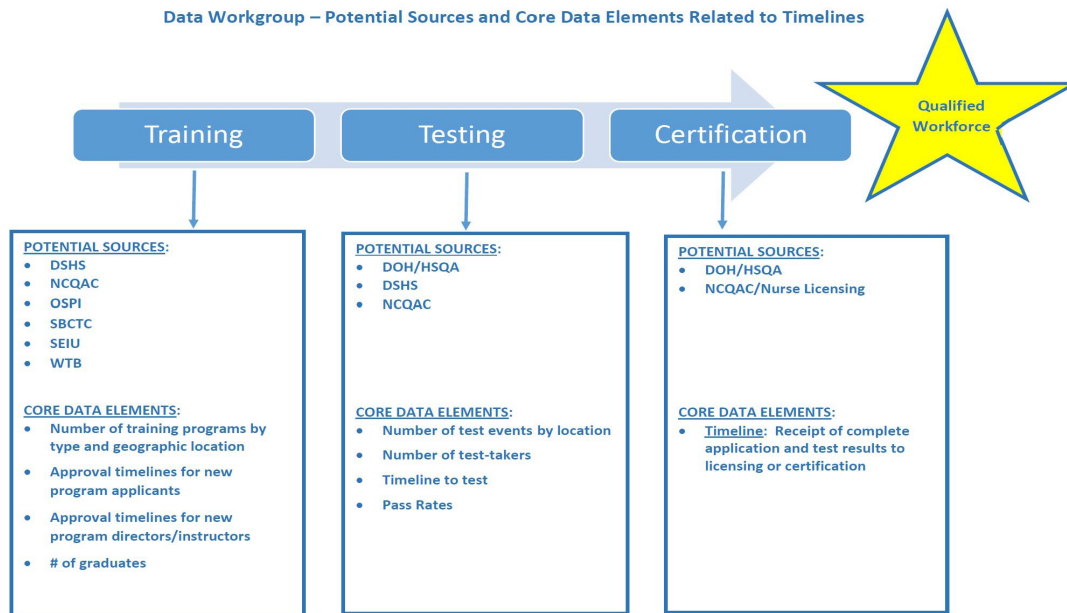 Data Workgroup – Potential Sources and Core Data Elements Related to Timelines
Training
Testing
Certification
Qualified
Workforce
POTENTIAL SOURCES:
• DSHS
• NCQAC
• OSPI
• SBCTC
• SEIU
• WTB
CORE DATA ELEMENTS:
• Number of training programs by
type and geographic location
• Approval timelines for new
program applicants
• Approval timelines for new
program directors/instructors
• # of graduates
POTENTIAL SOURCES:
• DOH/HSQA
• DSHS
• NCQAC
CORE DATA ELEMENTS:
• Number of test events by location
• Number of test-takers
• Timeline to test
• Pass Rates
POTENTIAL SOURCES:
• DOH/HSQA
• NCQAC/Nurse Licensing
CORE DATA ELEMENTS:
• Timeline: Receipt of complete
application and test results to
licensing or certification